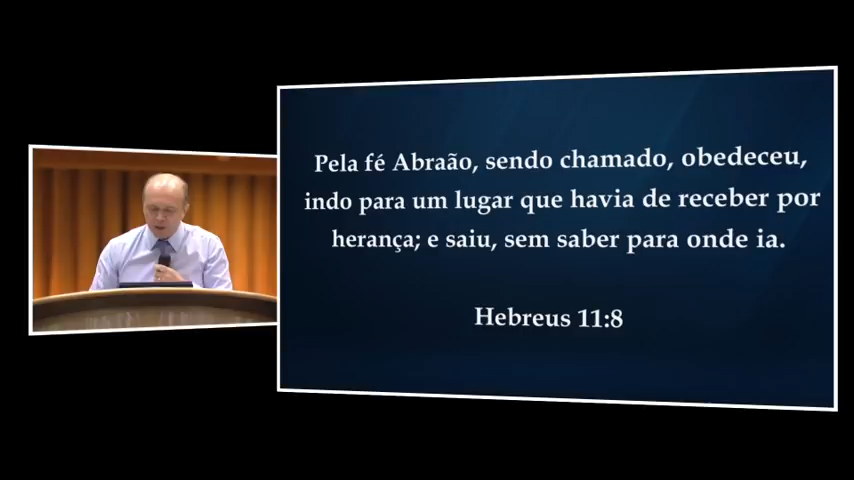 Pela fé Abraão, sendo chamado, obedeceu,
indo para um lugar que havia de receber por
herança; e saiu, sem saber para onde ia.
Hebreus 11:8